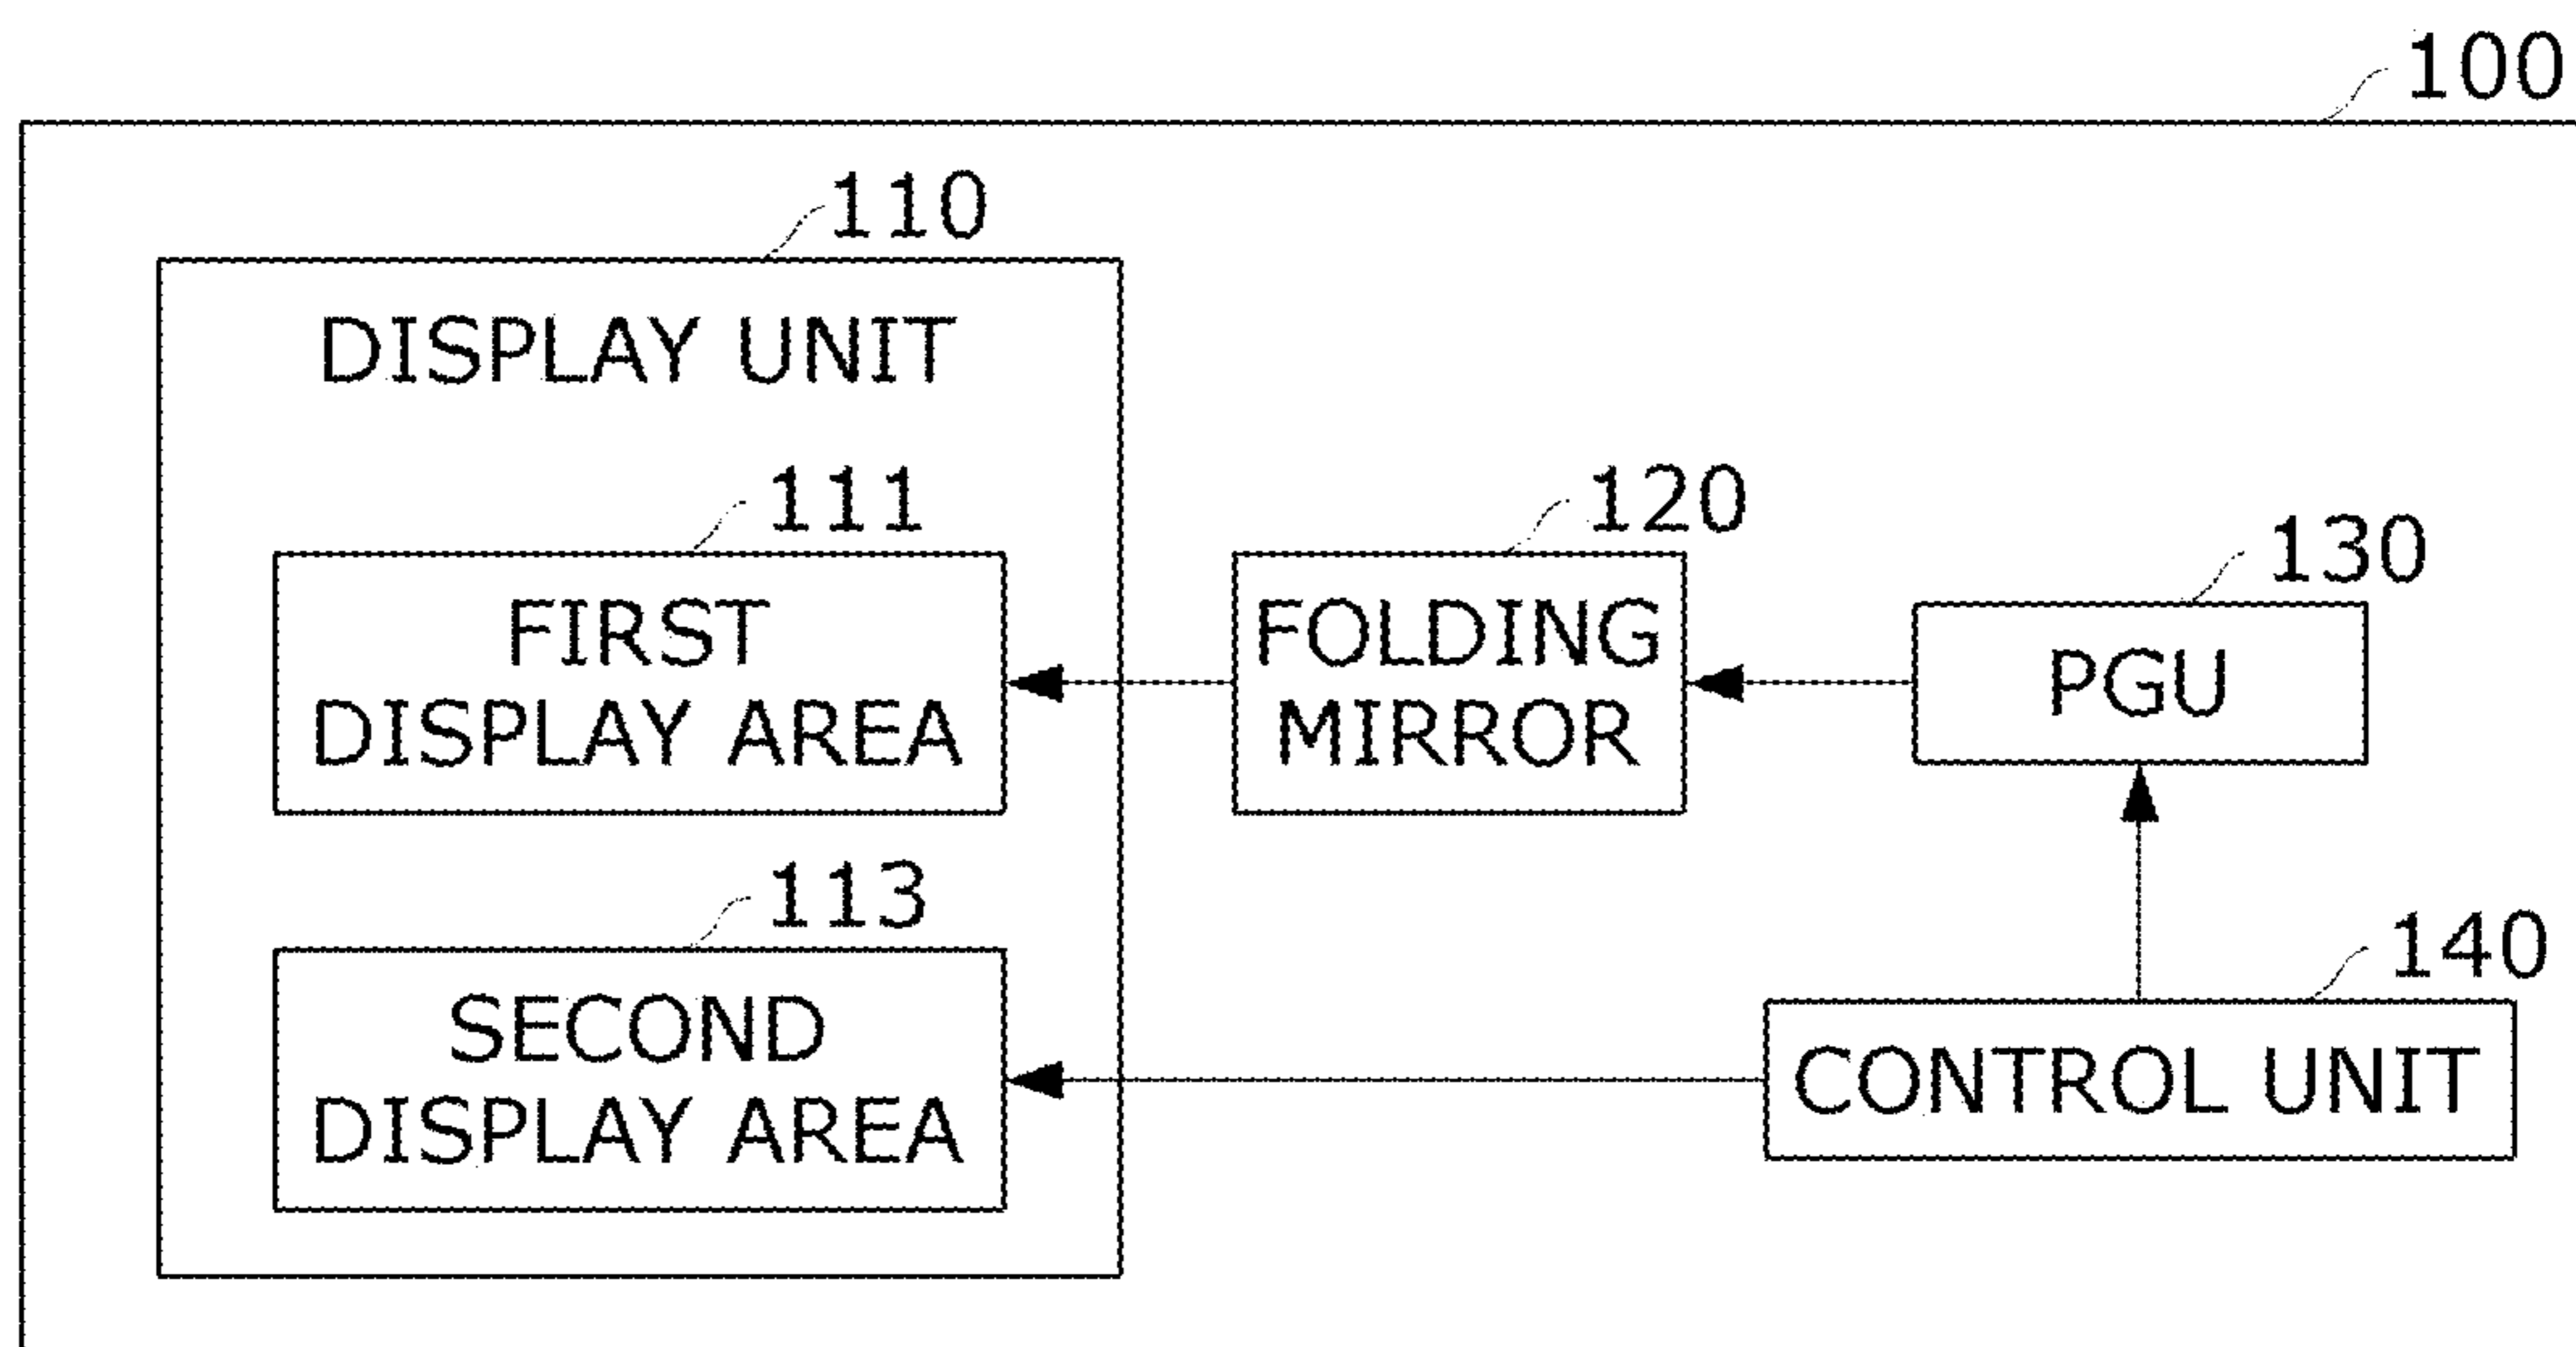 100
110
DISPLAY UNIT
111
FIRST
DISPLAY AREA
120
FOLDING
MIRROR
130
PGU
113
SECOND
DISPLAY AREA
140
CONTROL UNIT